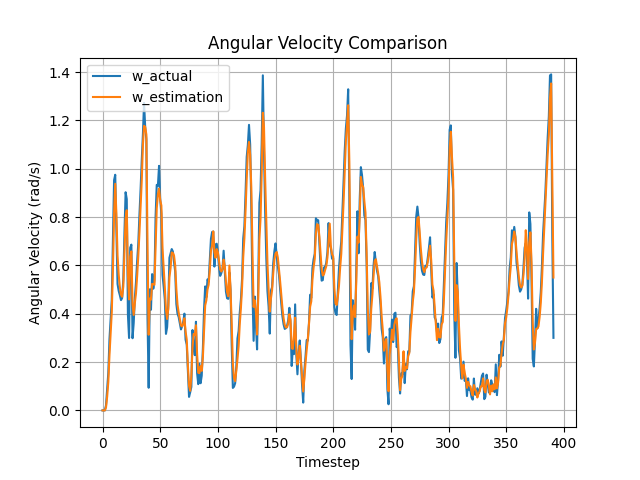 Angular Velocity Comparison
w_actual
w_estimation
Angular Velocity (rad/s)
1.4
1.2
1.0
0.8
0.6
0.4
0.2
0.0
0 50 100 150 200 250 300 350 400
Timestep